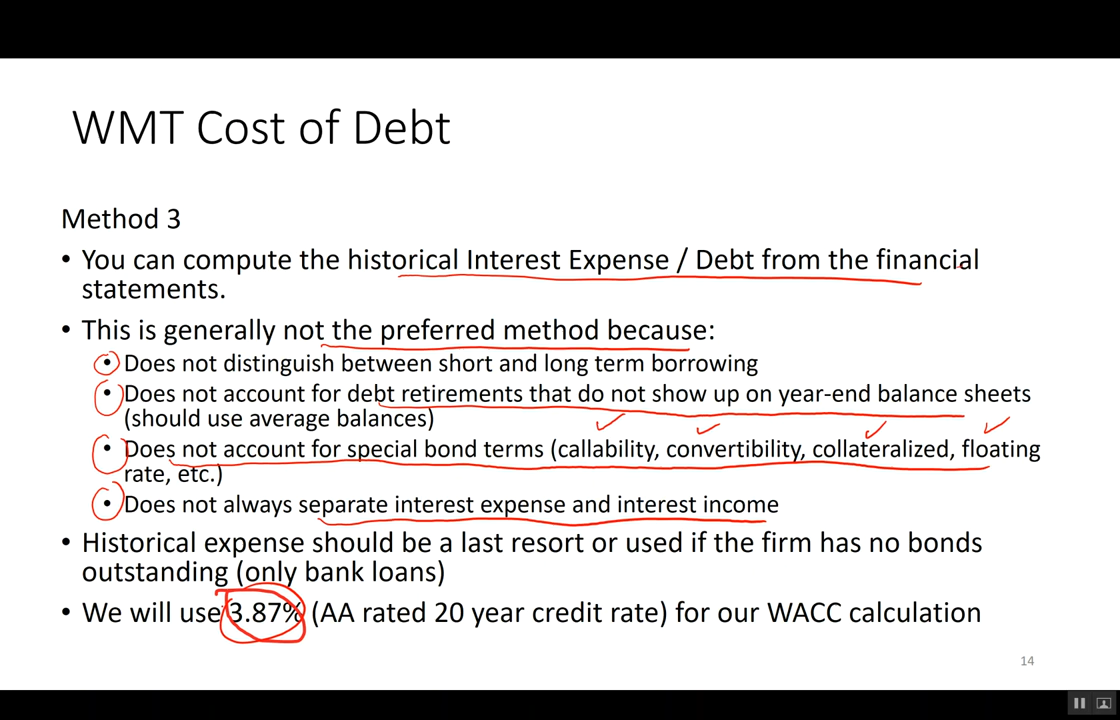 WMT Cost of Debt
Method 3
• You can compute the historical Interest Expense / Debt from the financial
statements.
• This is generally not the preferred method because:
• Does not distinguish between short and long term borrowing
• Does not account for debt retirements that do not show up on year-end balance sheets
(should use average balances)
• Does not account for special bond terms (callability, convertibility, collateralized, floating
rate, etc.)
• Does not always separate interest expense and interest income
• Historical expense should be a last resort or used if the firm has no bonds
outstanding (only bank loans)
• We will use 3.87% (AA rated 20 year credit rate) for our WACC calculation
14